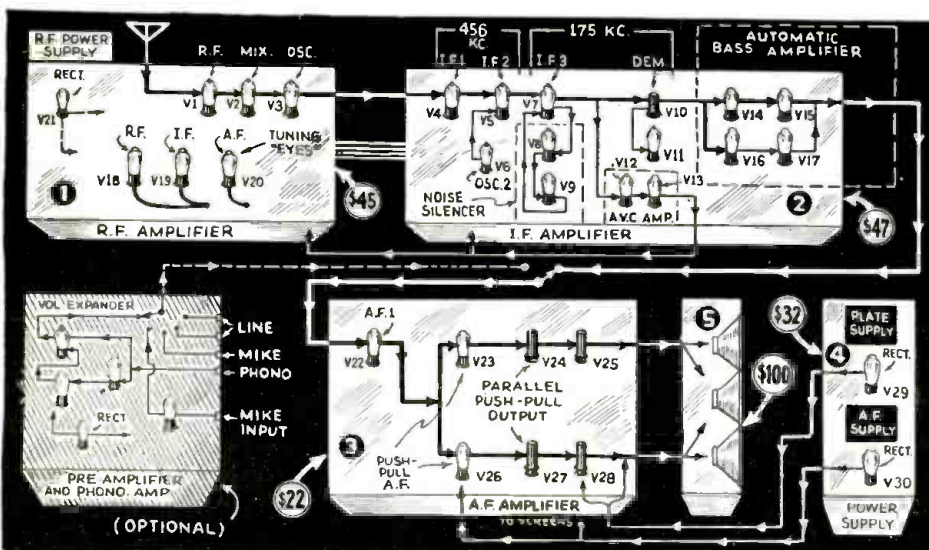 R.F. POWER
SUPPLY
RECT.
V21
R.F. MIX. OSC.
V1 V2 V3
R.F. I.F. A.F.
TUNING
"EYES"
V18 V19 V20
1
$45
R.F. AMPLIFIER
456
KC.
175 KC.
I.F.1 I.F.2 I.F.3 DEM.
AUTOMATIC
BASS AMPLIFIER
V4 V5 V7 V10 V14 V15
V8 V11 V16 V17
V6
OSC. 2
V9
V12 V13
NOISE
SILENCER
A.V.C. AMP.
2
$47
I.F. AMPLIFIER
VOL EXPANDER
LINE
MIKE
PHONO
MIKE
INPUT
RECT
PRE AMPLIFIER
AND PHONO. AMP.
(OPTIONAL)
A.F.1
V22 V23 V24 V25
PARALLEL
PUSH-PULL
OUTPUT
3
PUSH-
PULL
A.F.
V26 V27 V28
$22
A.F. AMPLIFIER
TO SCREENS
5
$100
$32
4
PLATE
SUPPLY
RECT.
V29
A.F.
SUPPLY
RECT.
V30
POWER
SUPPLY